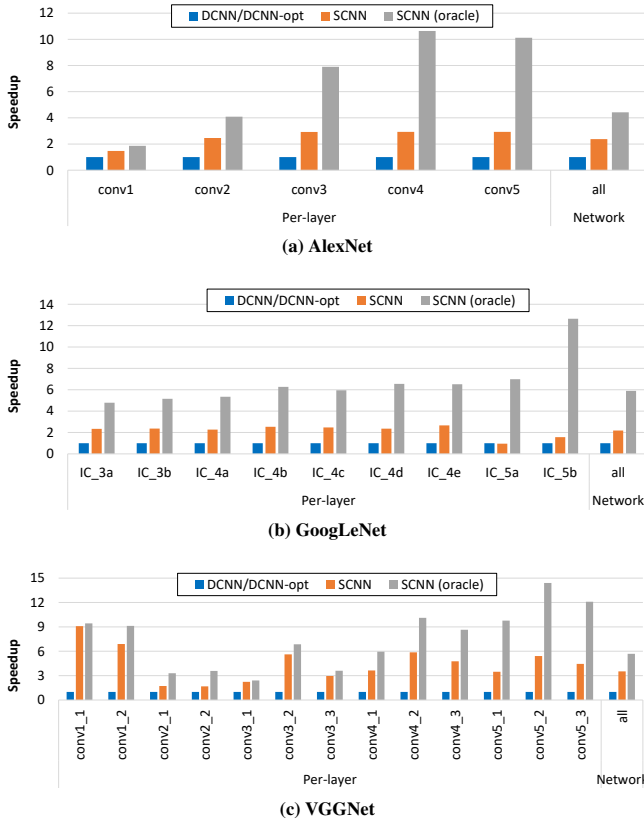 DCNN/DCNN-opt SCNN SCNN (oracle)
12
10
8
6
4
2
0
Speedup
conv1 conv2 conv3 conv4 conv5 all
Per-layer Network
(a) AlexNet
DCNN/DCNN-opt SCNN SCNN (oracle)
14
12
10
8
6
4
2
0
Speedup
IC_3a IC_3b IC_4a IC_4b IC_4c IC_4d IC_4e IC_5a IC_5b all
Per-layer Network
(b) GoogLeNet
DCNN/DCNN-opt SCNN SCNN (oracle)
15
12
9
6
3
0
Speedup
conv1_1 conv1_2 conv2_1 conv2_2 conv3_1 conv3_2 conv3_3 conv4_1 conv4_2 conv4_3 conv5_1 conv5_2 conv5_3 all
Per-layer Network
(c) VGGNet